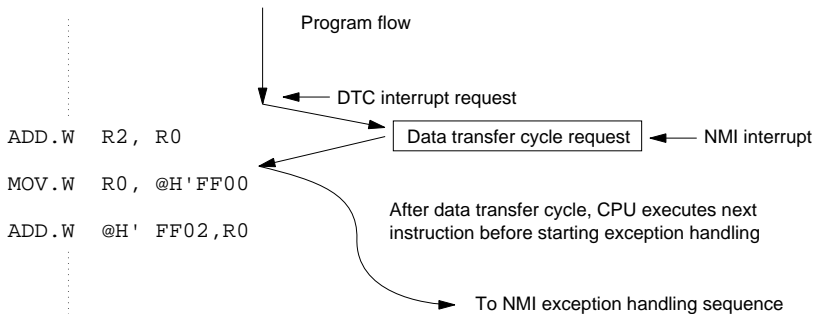 Program flow
DTC interrupt request
ADD.W R2, R0
Data transfer cycle request
NMI interrupt
MOV.W R0, @H'FF00
After data transfer cycle, CPU executes next
instruction before starting exception handling
ADD.W @H' FF02,R0
To NMI exception handling sequence